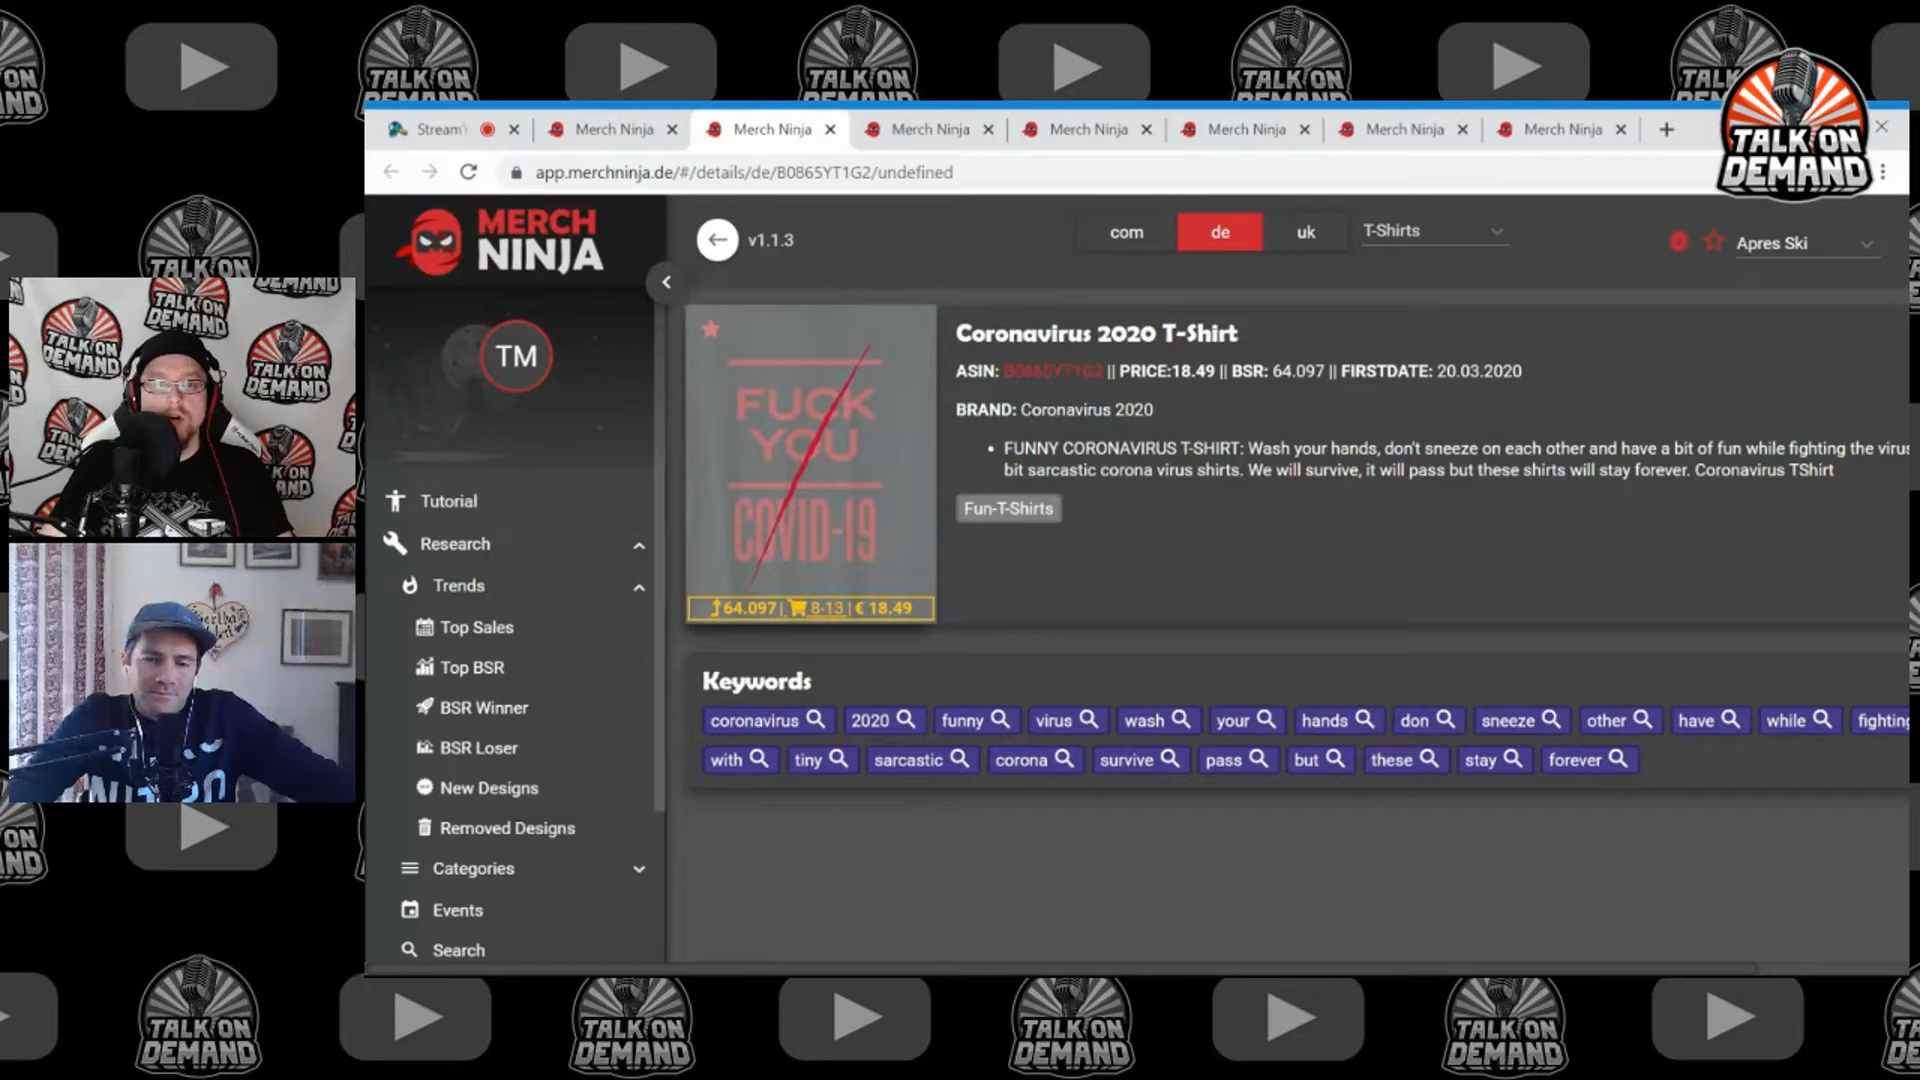 TALK ON
DEMAND
StreamY
Merch Ninja
Merch Ninja
Merch Ninja
Merch Ninja
Merch Ninja
Merch Ninja
Merch Ninja
app.merchninja.de/#/details/de/B0865YT1G2/undefined
MERCH
NINJA
v1.1.3
com
de
uk
T-Shirts
Apres Ski
TM
Tutorial
Research
Trends
Top Sales
Top BSR
BSR Winner
BSR Loser
New Designs
Removed Designs
Categories
Events
Search
FUCK
YOU
COVID-19
64.097 | 8-13 | € 18.49
Coronavirus 2020 T-Shirt
ASIN: B0865YT1G2 || PRICE:18.49 || BSR: 64.097 || FIRSTDATE: 20.03.2020
BRAND: Coronavirus 2020
FUNNY CORONAVIRUS T-SHIRT: Wash your hands, don't sneeze on each other and have a bit of fun while fighting the virus
bit sarcastic corona virus shirts. We will survive, it will pass but these shirts will stay forever. Coronavirus TShirt
Fun-T-Shirts
Keywords
coronavirus 2020 funny virus wash your hands don sneeze other have while fighting
with tiny sarcastic corona survive pass but these stay forever